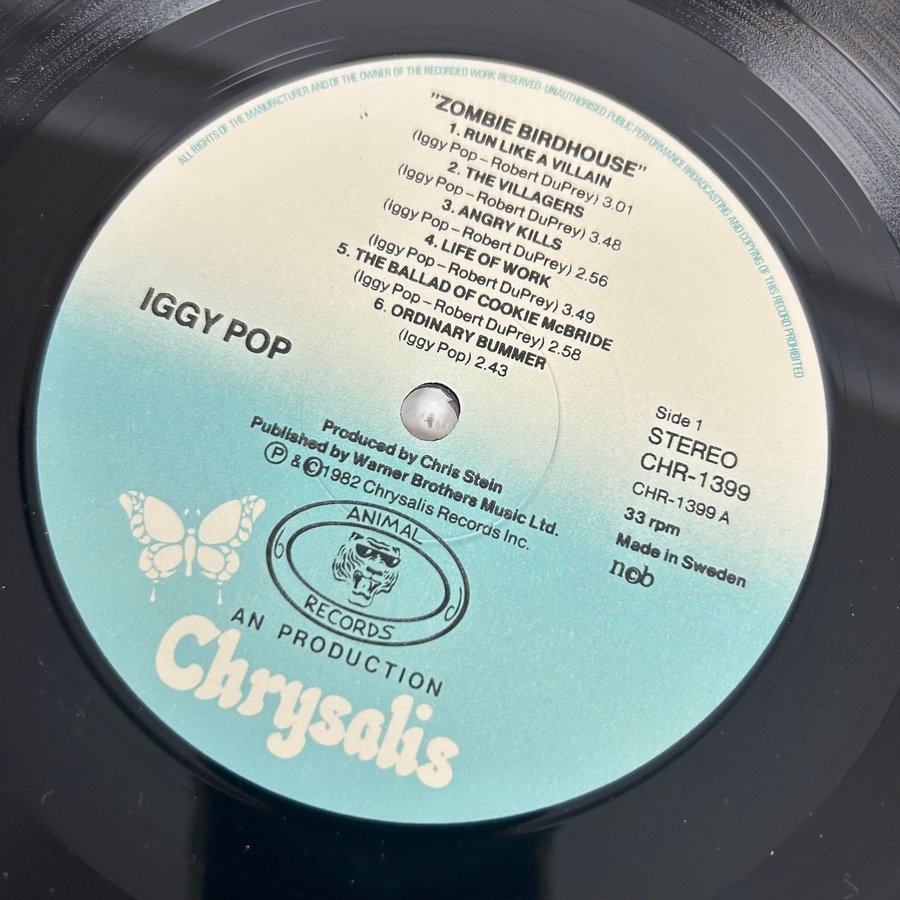 ALL RIGHTS OF THE MANUFACTURER AND OF THE OWNER OF THE RECORDED WORK RESERVED · UNAUTHORISED PUBLIC PERFORMANCE BROADCASTING AND COPYING OF THIS RECORD PROHIBITED
"ZOMBIE BIRDHOUSE"
1. RUN LIKE A VILLAIN
(Iggy Pop – Robert DuPrey) 3.01
2. THE VILLAGERS
(Iggy Pop – Robert DuPrey) 3.48
3. ANGRY KILLS
(Iggy Pop – Robert DuPrey) 2.56
4. LIFE OF WORK
(Iggy Pop – Robert DuPrey) 3.49
5. THE BALLAD OF COOKIE McBRIDE
(Iggy Pop – Robert DuPrey) 2.58
6. ORDINARY BUMMER
(Iggy Pop) 2.43
IGGY POP
Side 1
STEREO
CHR-1399
CHR-1399 A
33 rpm
Made in Sweden
ncb
Produced by Chris Stein
Published by Warner Brothers Music Ltd.
Ⓟ & © 1982 Chrysalis Records Inc.
ANIMAL
RECORDS
AN PRODUCTION
Chrysalis